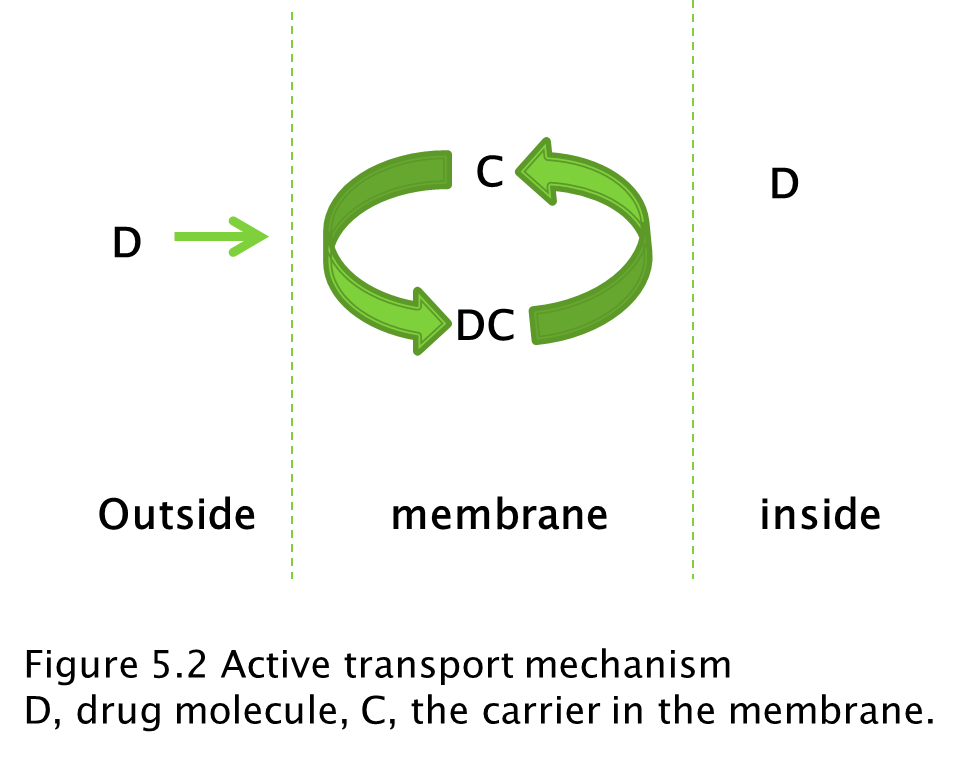 C
D
D
DC
Outside
membrane
inside
Figure 5.2 Active transport mechanism
D, drug molecule, C, the carrier in the membrane.